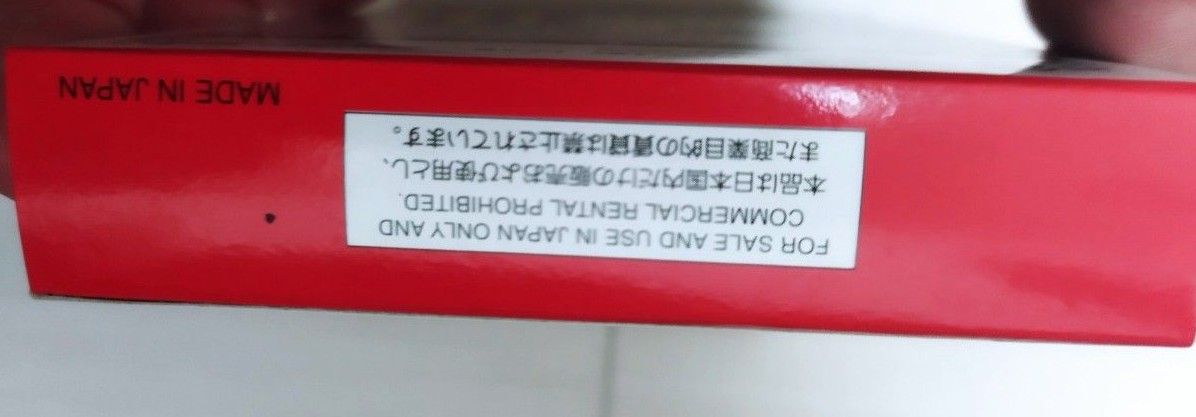 FOR SALE AND USE IN JAPAN ONLY AND
COMMERCIAL RENTAL PROHIBITED.
本品は日本国内だけの販売および使用とし、
また商業目的の賃貸は禁止されています。
MADE IN JAPAN